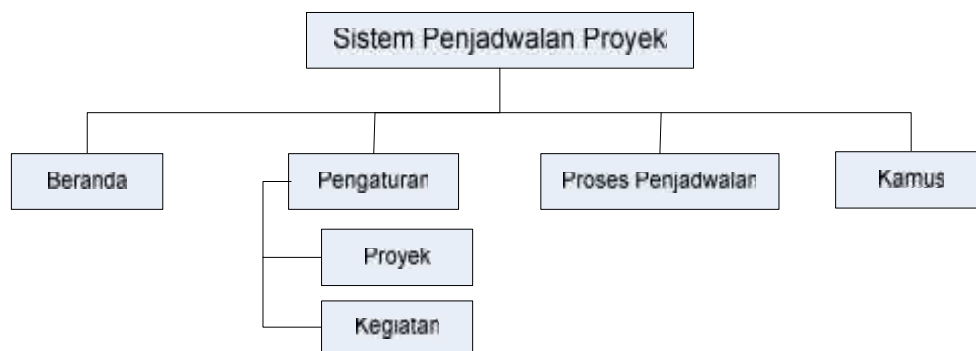 Sistem Penjadwalan Proyek
Beranda
Pengaturan
Proses Penjadwalan
Kamus
Proyek
Kegiatan